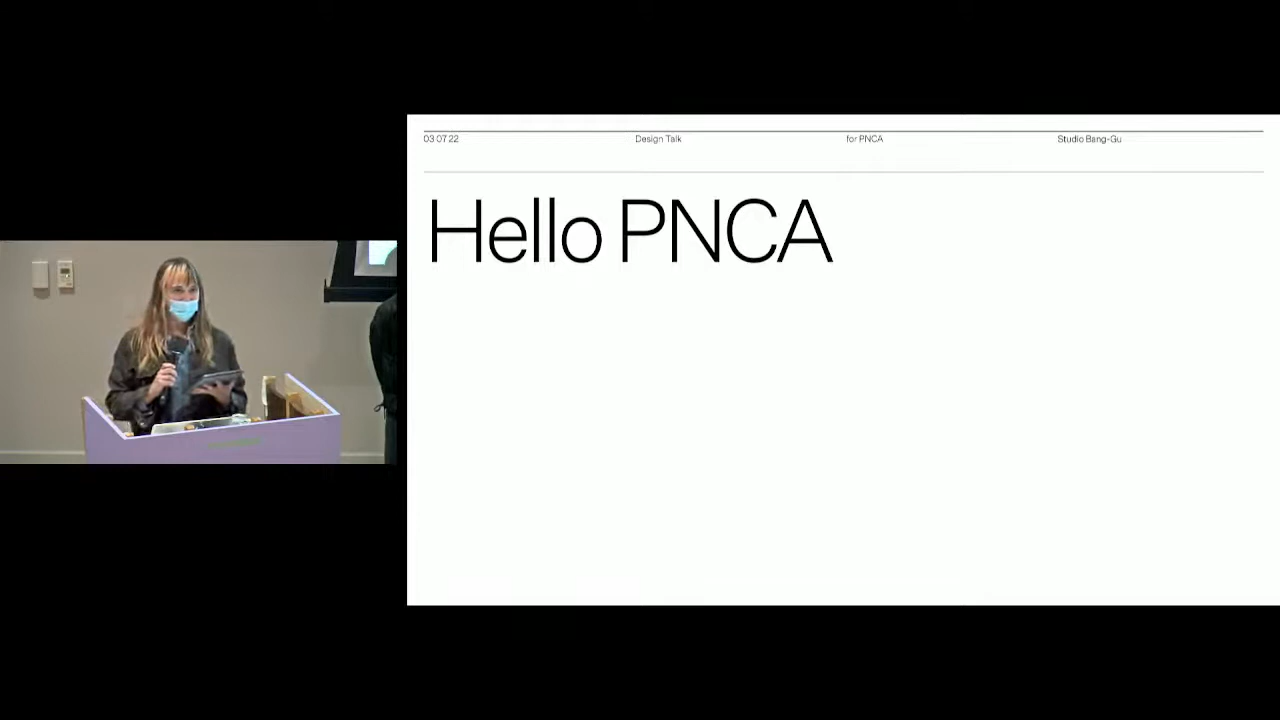 03 07 22
Design Talk
for PNCA
Studio Bang-Gu
Hello PNCA